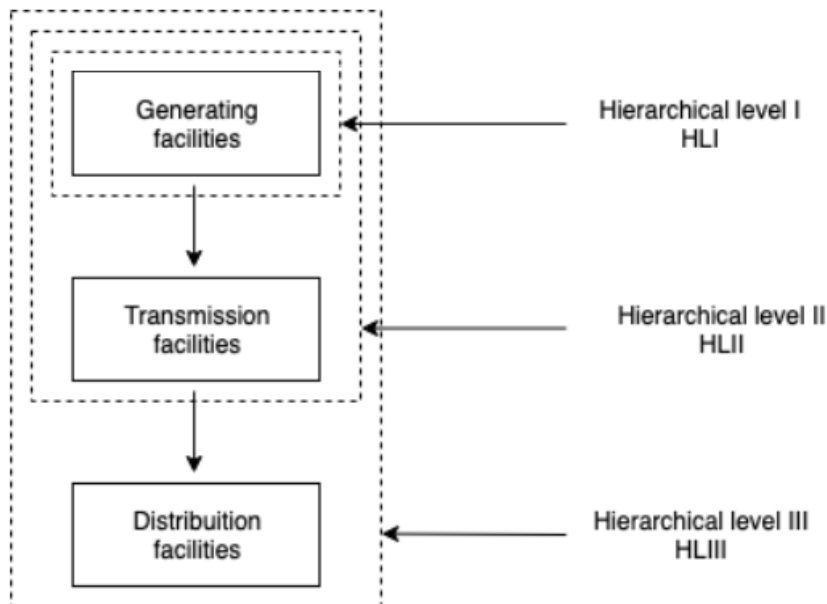 Generating
facilities
Hierarchical level I
HLI
Transmission
facilities
Hierarchical level II
HLII
Distribuition
facilities
Hierarchical level III
HLIII